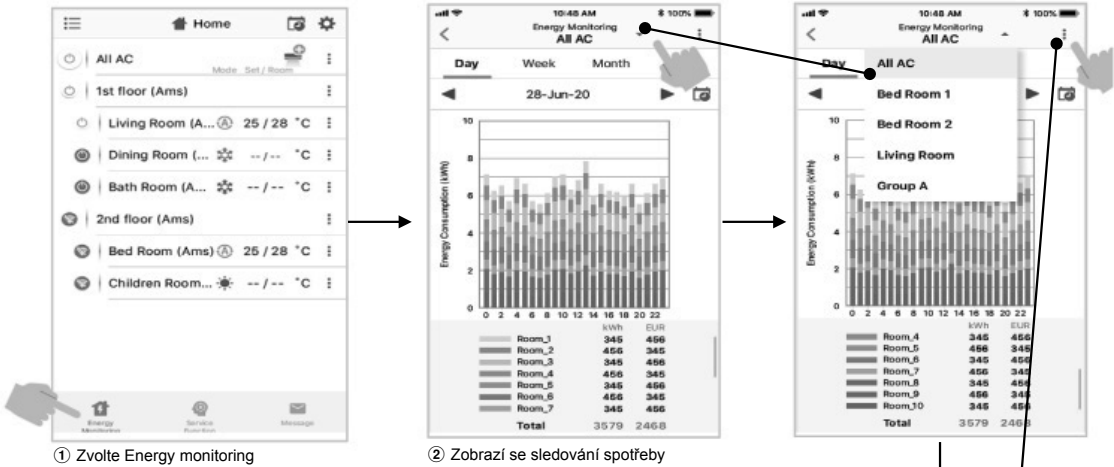 Home
All AC
Mode Set / Room
1st floor (Ams)
Living Room (A... A 25 / 28 °C
Dining Room (... -- / -- °C
Bath Room (A... -- / -- °C
2nd floor (Ams)
Bed Room (Ams) A 25 / 28 °C
Children Room... -- / -- °C
Energy Monitoring
Service Function
Message
① Zvolte Energy monitoring
10:48 AM 100%
Energy Monitoring
All AC
Day Week Month
28-Jun-20
Energy Consumption (kWh)
10
8
6
4
2
0
0 2 4 6 8 10 12 14 16 18 20 22
kWh EUR
Room_1 345 456
Room_2 456 345
Room_3 345 456
Room_4 456 345
Room_5 345 456
Room_6 456 345
Room_7 345 456
Total 3579 2468
② Zobrazí se sledování spotřeby
10:48 AM 100%
Energy Monitoring
All AC
Day
All AC
Bed Room 1
Bed Room 2
Living Room
Group A
Energy Consumption (kWh)
10
8
6
4
2
0
0 2 4 6 8 10 12 14 16 18 20 22
kWh EUR
Room_4 345 456
Room_5 456 345
Room_6 456 345
Room_7 345 456
Room_8 345 456
Room_9 456 345
Room_10 345 456
Total 3579 2468